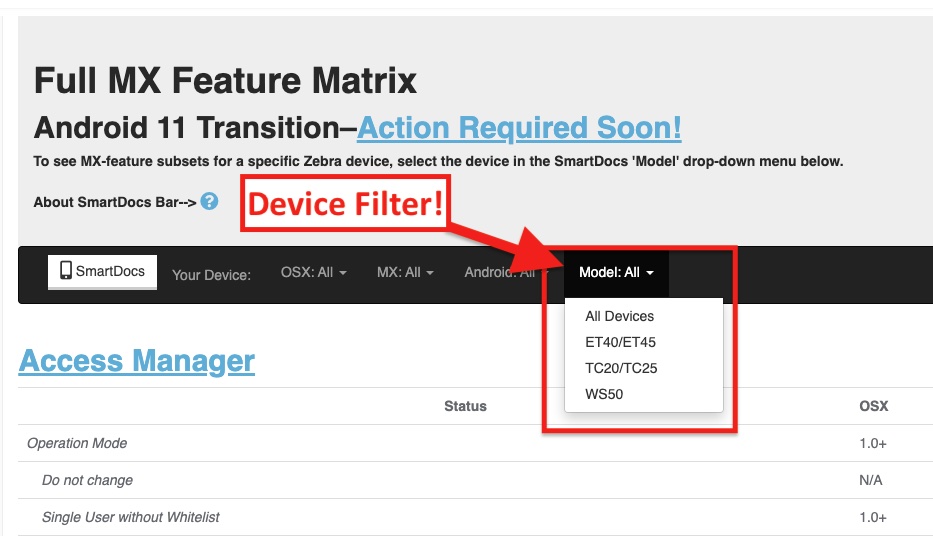 Full MX Feature Matrix
Android 11 Transition–Action Required Soon!
To see MX-feature subsets for a specific Zebra device, select the device in the SmartDocs 'Model' drop-down menu below.
About SmartDocs Bar--> ?
Device Filter!
SmartDocs Your Device: OSX: All MX: All Android: All Model: All
All Devices
ET40/ET45
TC20/TC25
WS50
Access Manager
Status OSX
Operation Mode 1.0+
Do not change N/A
Single User without Whitelist 1.0+